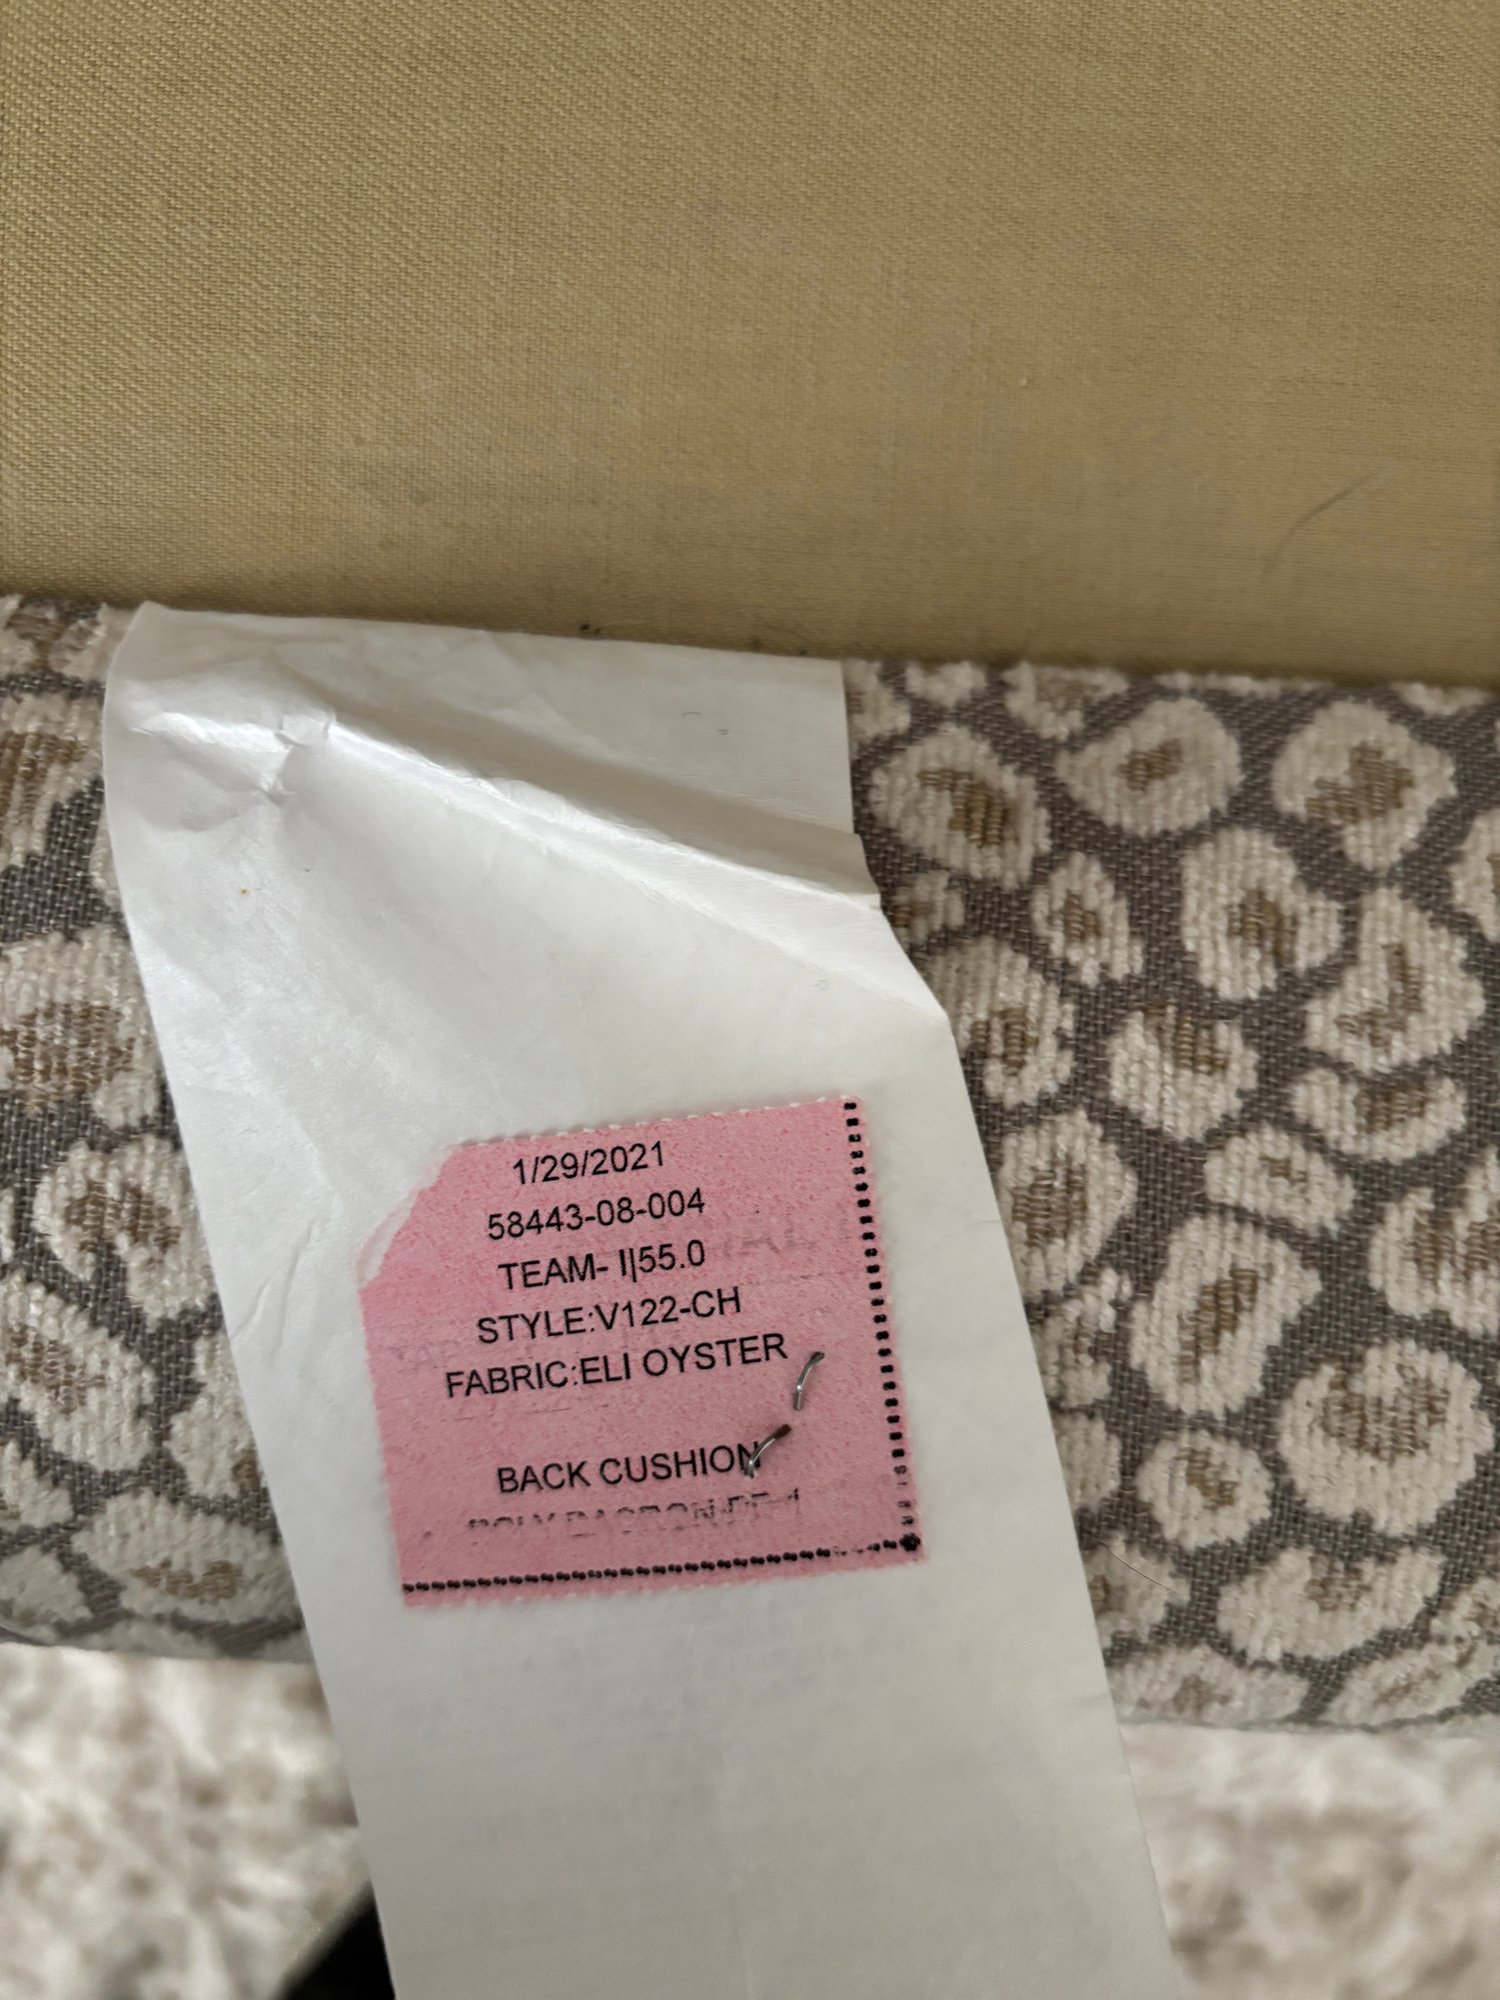 1/29/2021
58443-08-004
TEAM- I|55.0
STYLE:V122-CH
FABRIC:ELI OYSTER
BACK CUSHION